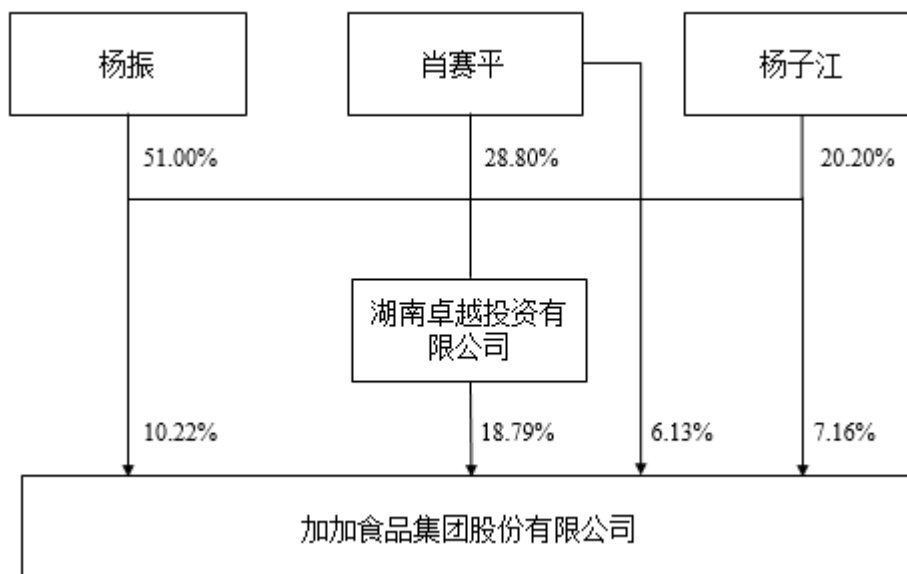 杨振
肖赛平
杨子江
51.00%
28.80%
20.20%
湖南卓越投资有
限公司
10.22%
18.79%
6.13%
7.16%
加加食品集团股份有限公司